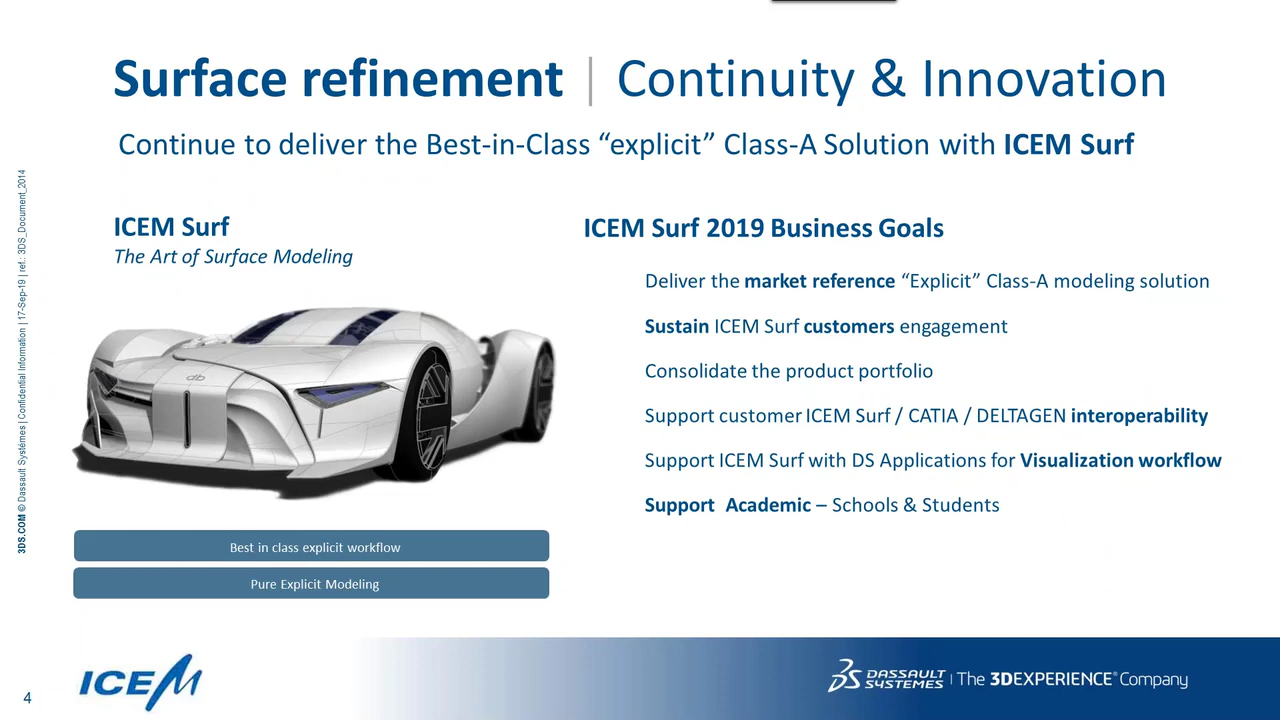 Surface refinement | Continuity & Innovation
Continue to deliver the Best-in-Class “explicit” Class-A Solution with ICEM Surf
3DS.COM © Dassault Systèmes | Confidential Information | 17-Sep-19 | ref.: 3DS_Document_2014
ICEM Surf
The Art of Surface Modeling
db
Best in class explicit workflow
Pure Explicit Modeling
ICEM Surf 2019 Business Goals
Deliver the market reference “Explicit” Class-A modeling solution
Sustain ICEM Surf customers engagement
Consolidate the product portfolio
Support customer ICEM Surf / CATIA / DELTAGEN interoperability
Support ICEM Surf with DS Applications for Visualization workflow
Support Academic – Schools & Students
4
ICEM
3DS DASSAULT SYSTEMES | The 3DEXPERIENCE® Company